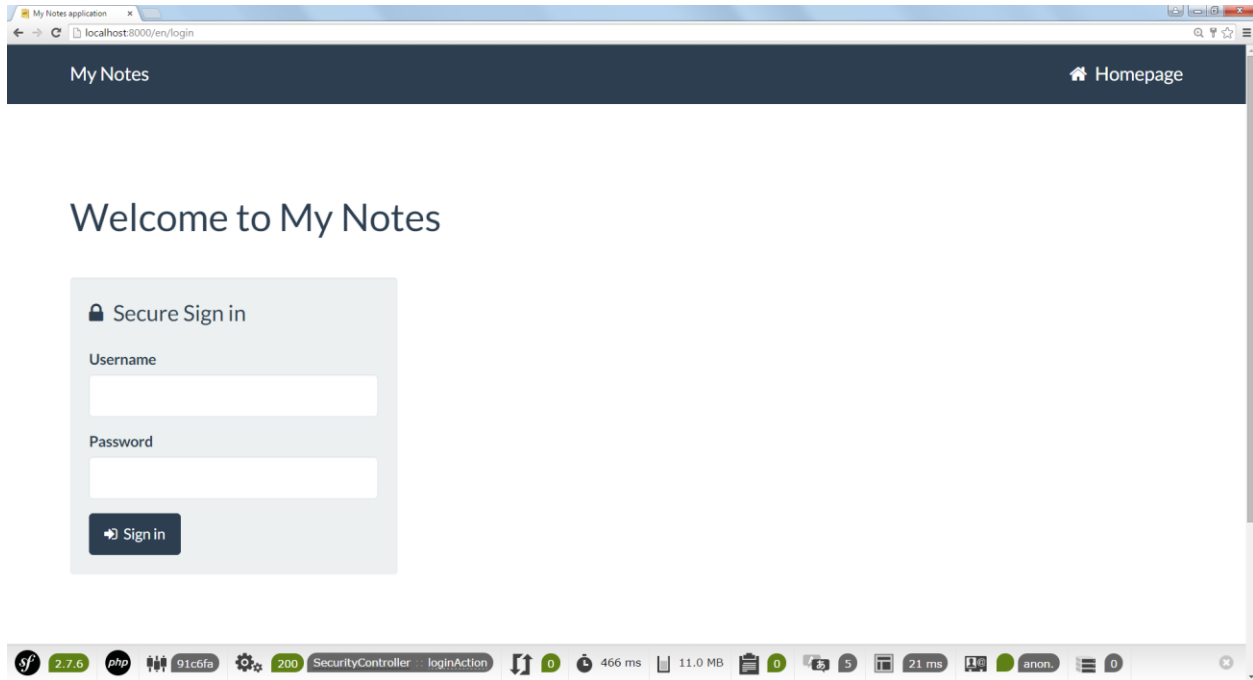 My Notes application
localhost:8000/en/login
My Notes
Homepage
Welcome to My Notes
Secure Sign in
Username
Password
Sign in
sf 2.7.6 php 91c6fa 200 SecurityController :: loginAction 0 466 ms 11.0 MB 0 あ 5 21 ms anon. 0